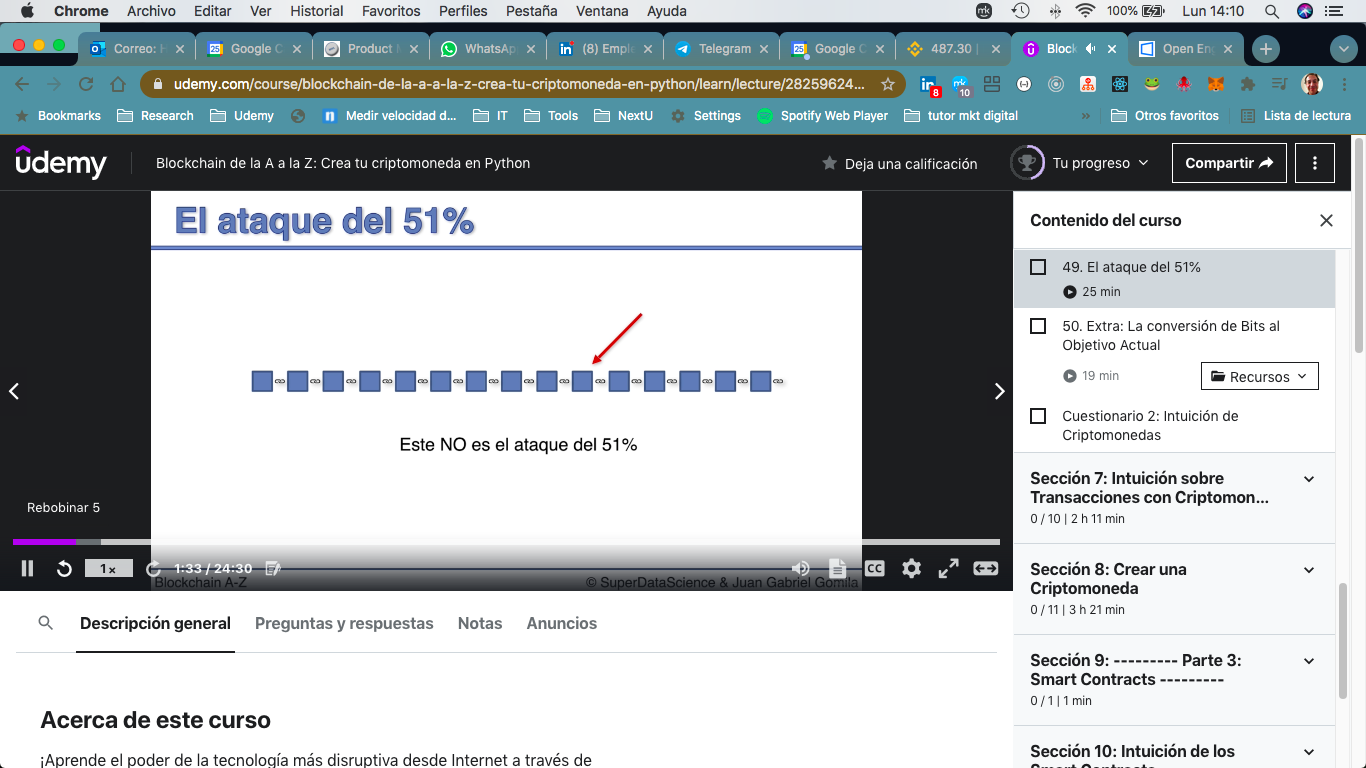 Chrome Archivo Editar Ver Historial Favoritos Perfiles Pestaña Ventana Ayuda mk 100% Lun 14:10
Correo: H Google C Product M WhatsAp (8) Emple Telegram Google C 487.30 | Block Open En
udemy.com/course/blockchain-de-la-a-a-la-z-crea-tu-criptomoneda-en-python/learn/lecture/28259624... 8 10
Bookmarks Research Udemy Medir velocidad d... IT Tools NextU Settings Spotify Web Player tutor mkt digital » Otros favoritos Lista de lectura
udemy Blockchain de la A a la Z: Crea tu criptomoneda en Python Deja una calificación Tu progreso Compartir
El ataque del 51%
Este NO es el ataque del 51%
Rebobinar 5
1x 1:33 / 24:30 CC
Blockchain A-Z © SuperDataScience & Juan Gabriel Gomila
Contenido del curso
49. El ataque del 51%
25 min
50. Extra: La conversión de Bits al
Objetivo Actual
19 min Recursos
Cuestionario 2: Intuición de
Criptomonedas
Sección 7: Intuición sobre
Transacciones con Criptomon...
0 / 10 | 2 h 11 min
Sección 8: Crear una
Criptomoneda
0 / 11 | 3 h 21 min
Sección 9: --------- Parte 3:
Smart Contracts ---------
0 / 1 | 1 min
Sección 10: Intuición de los
Smart Contracts
Descripción general Preguntas y respuestas Notas Anuncios
Acerca de este curso
¡Aprende el poder de la tecnología más disruptiva desde Internet a través de